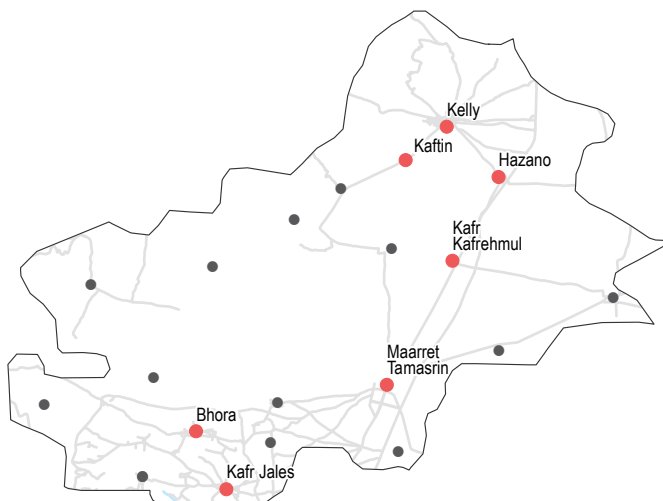 Kelly
Kaftin
Hazano
Kafr
Kafrehmul
Maarret
Tamasrin
Bhora
Kafr Jales